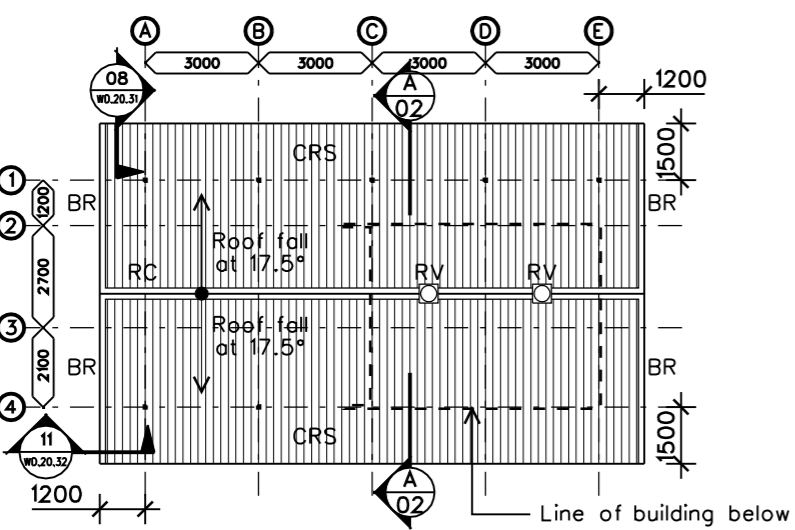 A B C D E
3000 3000 3000 3000
08
WD.20.31
A
02
1200
1500
CRS
1
1200
BR
BR
2
Roof fall
at 17.5°
RC
RV
RV
2700
Roof fall
at 17.5°
3
2100
BR
BR
4
CRS
1500
11
WD.20.32
1200
A
02
Line of building below